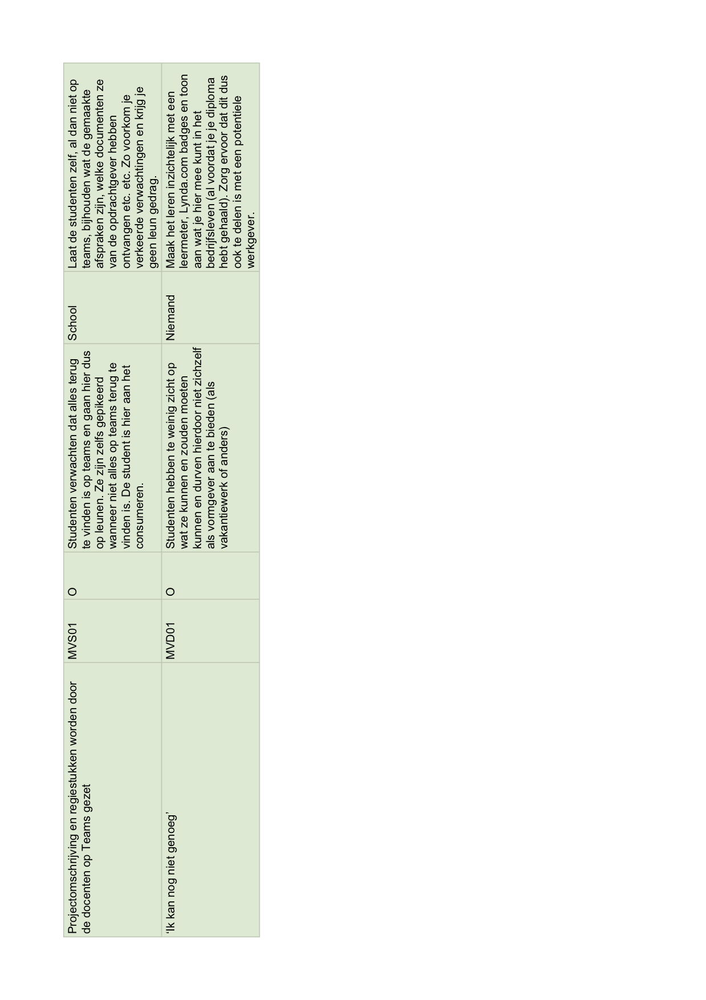 Projectomschrijving en regiestukken worden door
de docenten op Teams gezet
MVS01
O
Studenten verwachten dat alles terug
te vinden is op teams en gaan hier dus
op leunen. Ze zijn zelfs gepikeerd
wanneer niet alles op teams terug te
vinden is. De student is hier aan het
consumeren.
School
Laat de studenten zelf, al dan niet op
teams, bijhouden wat de gemaakte
afspraken zijn, welke documenten ze
van de opdrachtgever hebben
ontvangen etc. etc. Zo voorkom je
verkeerde verwachtingen en krijg je
geen leun gedrag.
‘Ik kan nog niet genoeg’
MVD01
O
Studenten hebben te weinig zicht op
wat ze kunnen en zouden moeten
kunnen en durven hierdoor niet zichzelf
als vormgever aan te bieden (als
vakantiewerk of anders)
Niemand
Maak het leren inzichtelijk met een
leermeter, Lynda.com badges en toon
aan wat je hier mee kunt in het
bedrijfsleven (al voordat je je diploma
hebt gehaald). Zorg ervoor dat dit dus
ook te delen is met een potentiele
werkgever.